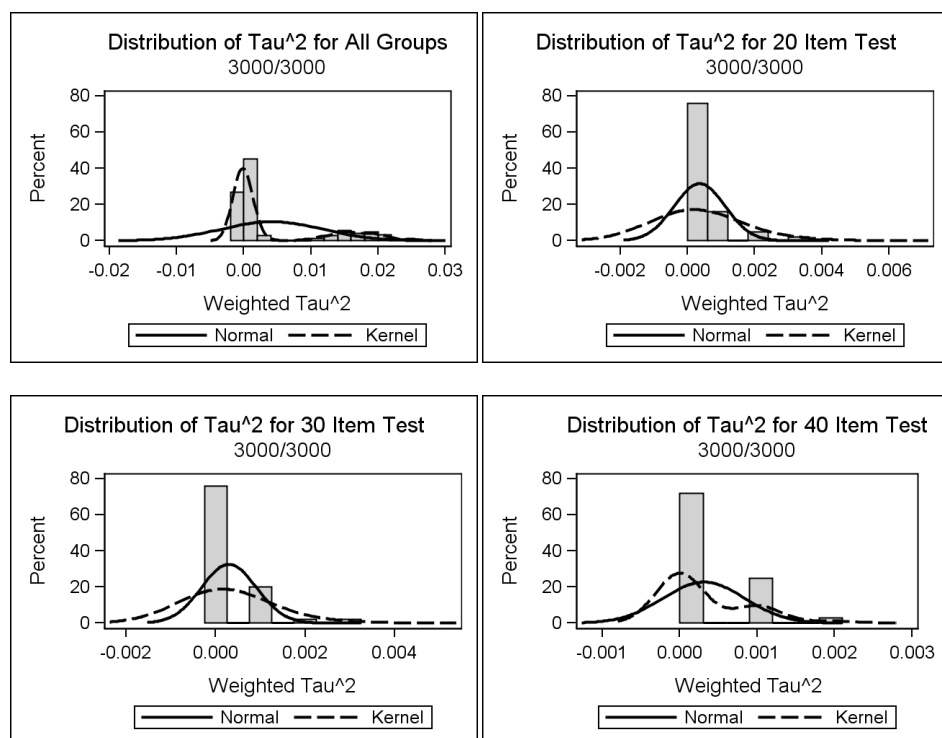 Distribution of Tau^2 for All Groups
3000/3000
80
60
40
20
0
Percent
-0.02 -0.01 0.00 0.01 0.02 0.03
Weighted Tau^2
Normal Kernel
Distribution of Tau^2 for 20 Item Test
3000/3000
80
60
40
20
0
Percent
-0.002 0.000 0.002 0.004 0.006
Weighted Tau^2
Normal Kernel
Distribution of Tau^2 for 30 Item Test
3000/3000
80
60
40
20
0
Percent
-0.002 0.000 0.002 0.004
Weighted Tau^2
Normal Kernel
Distribution of Tau^2 for 40 Item Test
3000/3000
80
60
40
20
0
Percent
-0.001 0.000 0.001 0.002 0.003
Weighted Tau^2
Normal Kernel